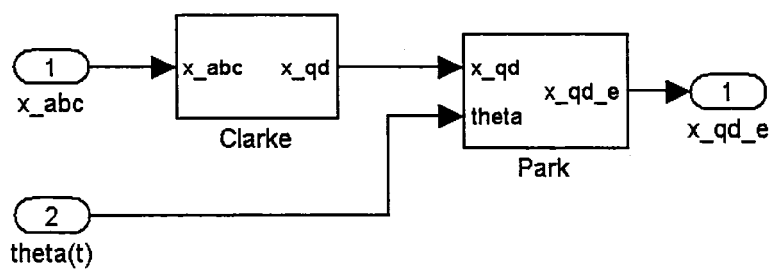 1
x_abc
x_abc
x_qd
Clarke
x_qd
theta
x_qd_e
Park
1
x_qd_e
2
theta(t)